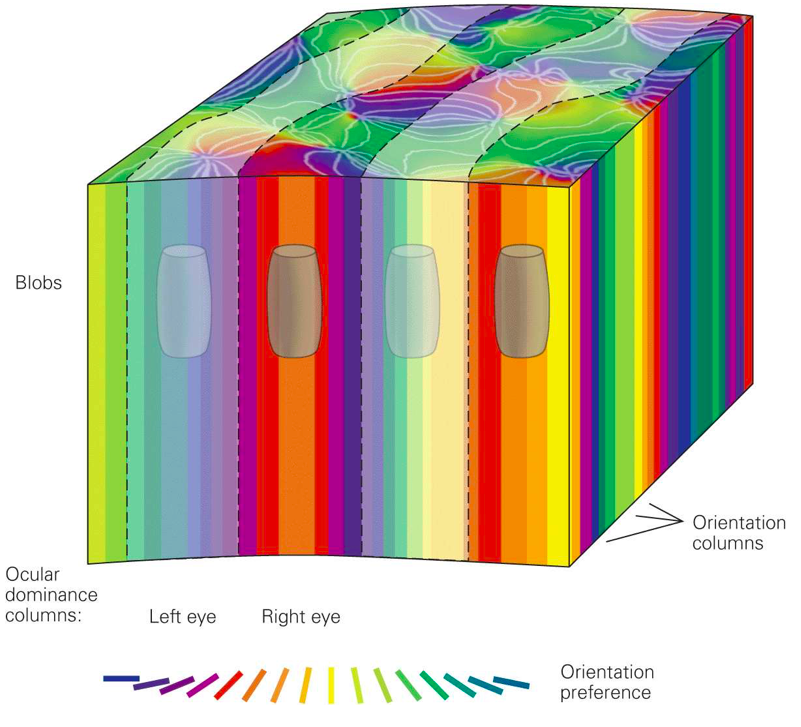 Blobs
Orientation
columns
Ocular
dominance
columns:
Left eye
Right eye
Orientation
preference